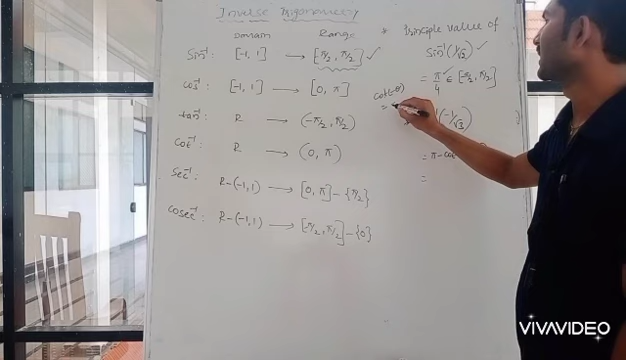 Inverse Trigonometry
Domain Range
Sin⁻¹ : [-1, 1] → [-π/2, π/2] ✓
cos⁻¹ : [-1, 1] → [0, π]
tan⁻¹ : R → (-π/2, π/2)
Cot⁻¹ : R → (0, π)
Sec⁻¹ : R-(-1,1) → [0, π] - {π/2}
Cosec⁻¹ : R-(-1,1) → [-π/2, π/2] - {0}
* Principle value of
Sin⁻¹(1/√2) ✓
= π/4 ∈ [-π/2, π/2]
(-1/√3)
= π - cot
=
cot(-θ)
=
VIVAVIDEO